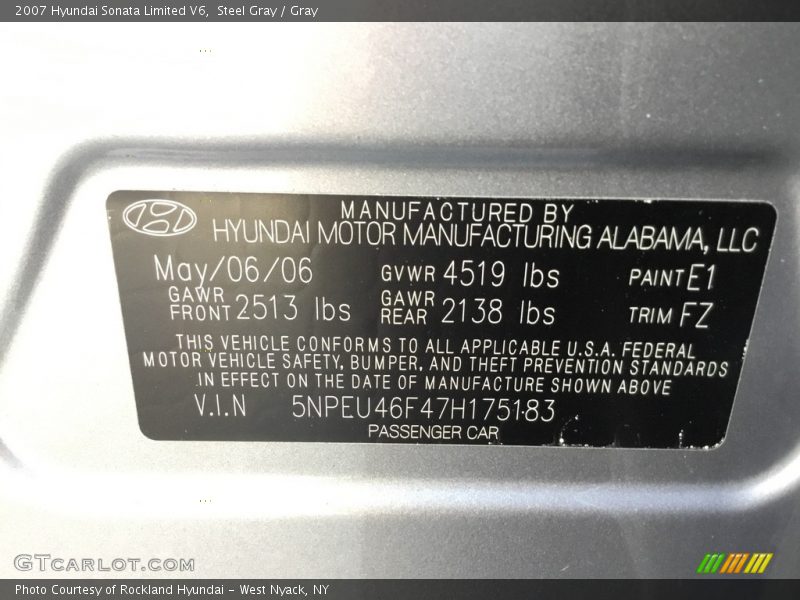 2007 Hyundai Sonata Limited V6, Steel Gray / Gray
MANUFACTURED BY
HYUNDAI MOTOR MANUFACTURING ALABAMA, LLC
May/06/06 GVWR 4519 lbs PAINT E1
GAWR FRONT 2513 lbs GAWR REAR 2138 lbs TRIM FZ
THIS VEHICLE CONFORMS TO ALL APPLICABLE U.S.A. FEDERAL
MOTOR VEHICLE SAFETY, BUMPER, AND THEFT PREVENTION STANDARDS
IN EFFECT ON THE DATE OF MANUFACTURE SHOWN ABOVE
V.I.N 5NPEU46F47H175183
PASSENGER CAR
GTCARLOT.COM
Photo Courtesy of Rockland Hyundai - West Nyack, NY